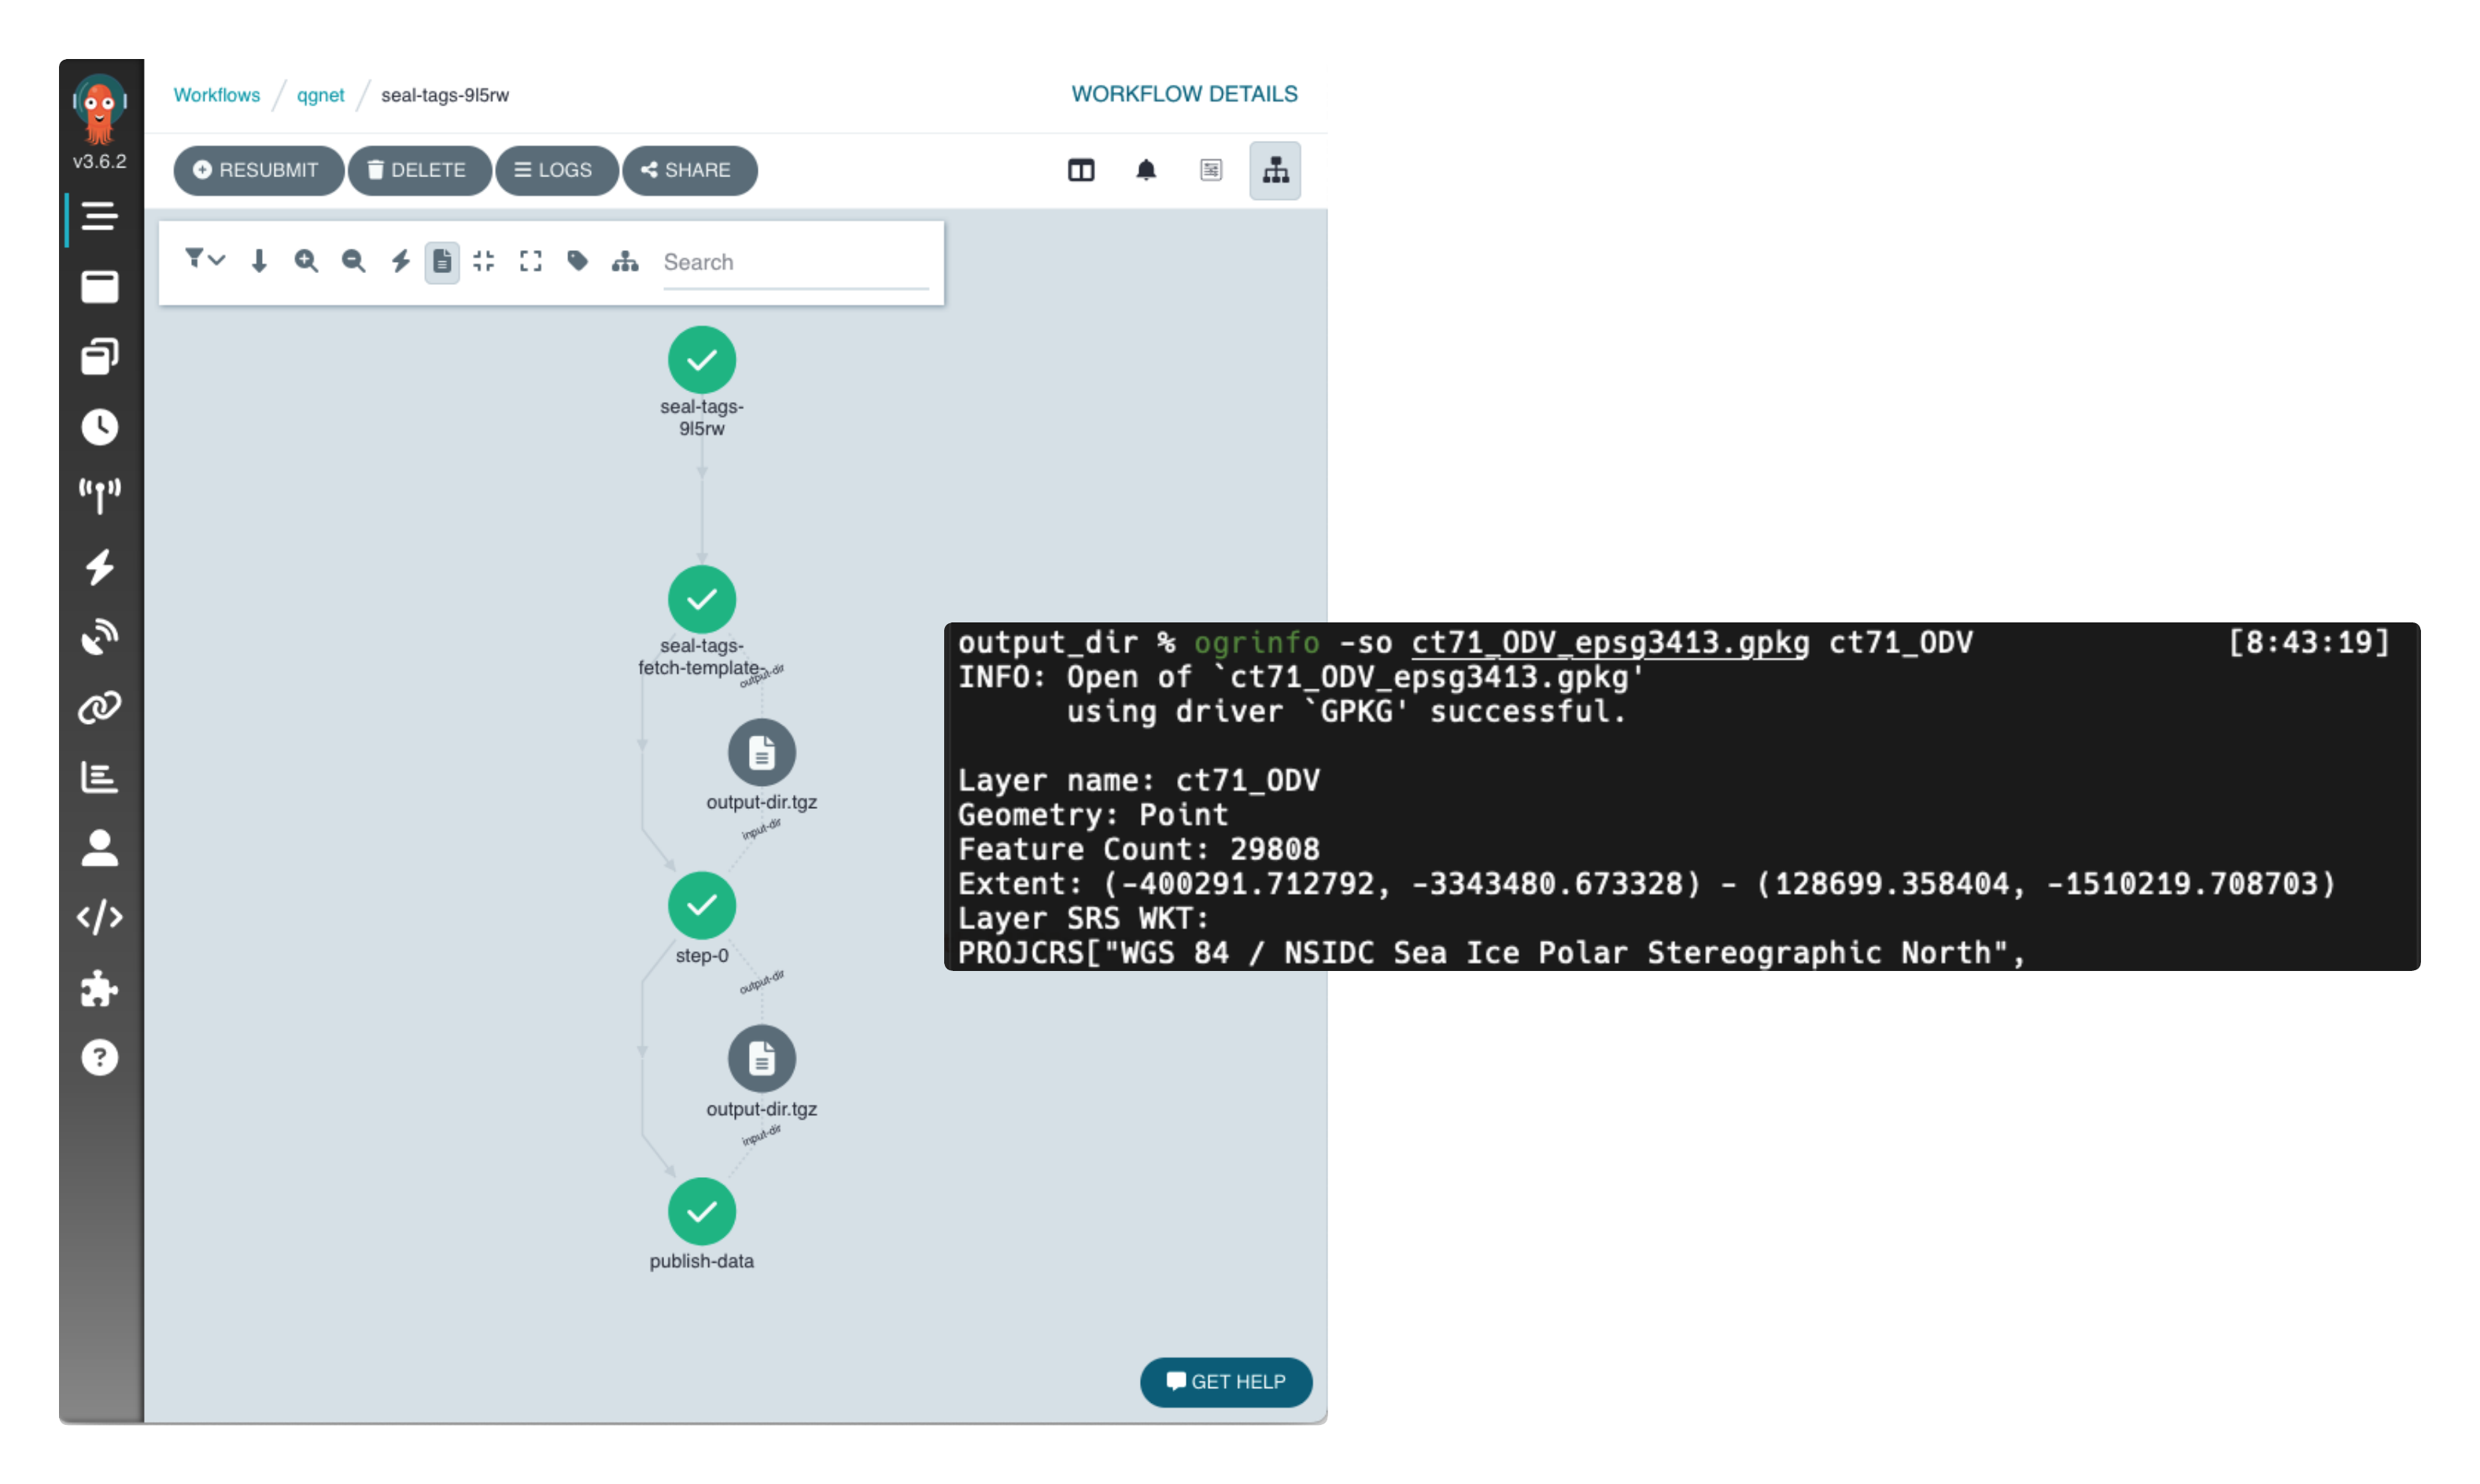 Workflows / qgnet / seal-tags-9l5rw
WORKFLOW DETAILS
v3.6.2
RESUBMIT
DELETE
LOGS
SHARE
Search
seal-tags-
9l5rw
seal-tags-
fetch-template-
output-dir
output-dir.tgz
input-dir
step-0
output-dir
output-dir.tgz
input-dir
publish-data
GET HELP
output_dir % ogrinfo -so ct71_ODV_epsg3413.gpkg ct71_ODV [8:43:19]
INFO: Open of `ct71_ODV_epsg3413.gpkg'
using driver `GPKG' successful.
Layer name: ct71_ODV
Geometry: Point
Feature Count: 29808
Extent: (-400291.712792, -3343480.673328) - (128699.358404, -1510219.708703)
Layer SRS WKT:
PROJCRS["WGS 84 / NSIDC Sea Ice Polar Stereographic North",